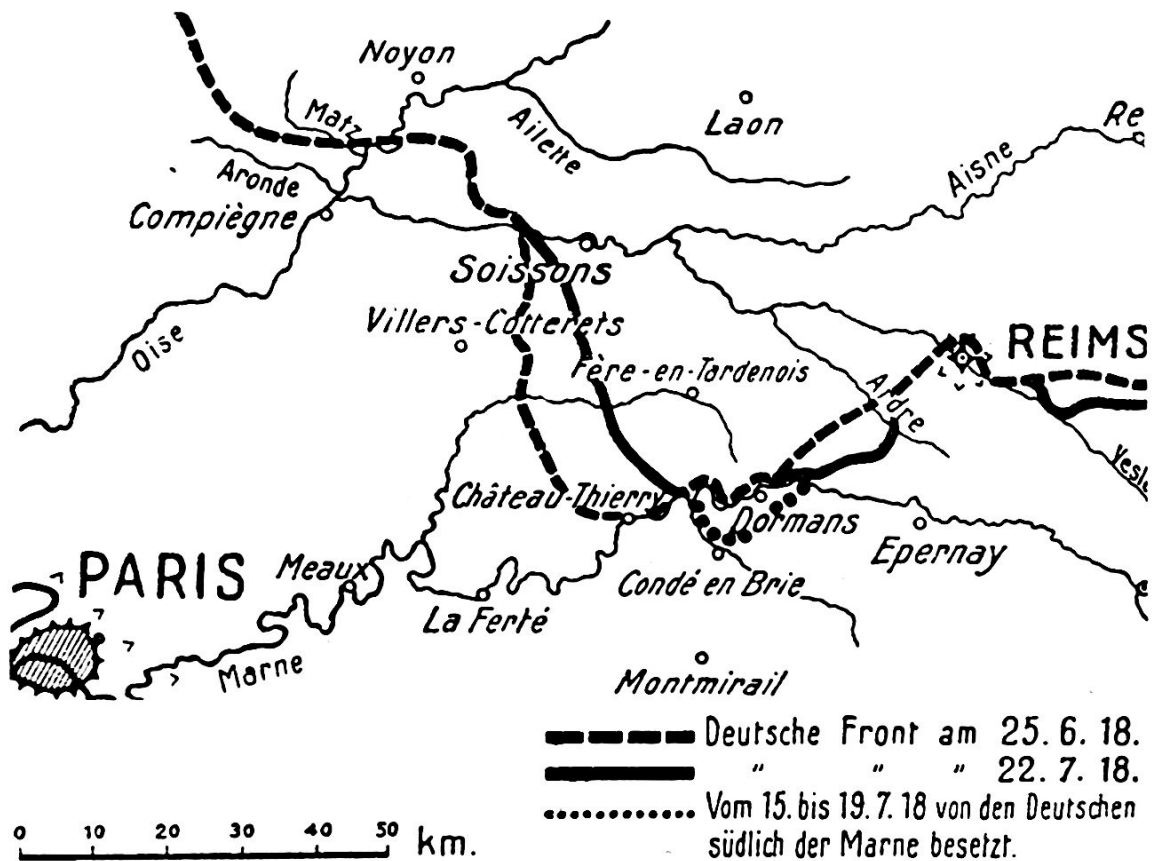 Noyon
Matz
Ailette
Laon
Re
Aisne
Aronde
Compiègne
Soissons
Villers-Cotterets
Oise
Fère-en-Tardenois
REIMS
Ardre
Vesle
Château-Thierry
Dormans
Epernay
PARIS
Meaux
La Ferté
Condé en Brie
Marne
Montmirail
Deutsche Front am 25.6.18.
" " " 22.7.18.
Vom 15. bis 19.7.18 von den Deutschen
südlich der Marne besetzt.
0 10 20 30 40 50 km.